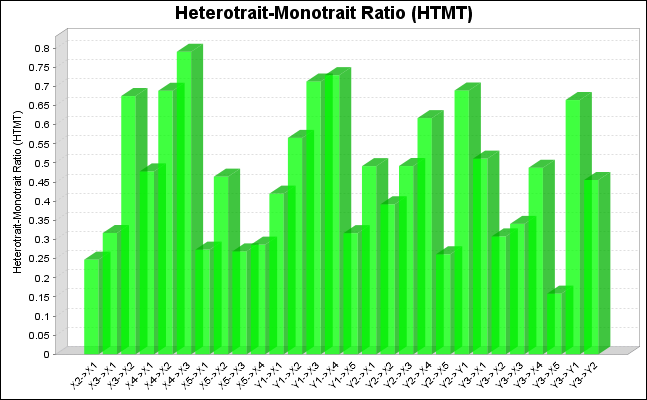 Heterotrait-Monotrait Ratio (HTMT)
Heterotrait-Monotrait Ratio (HTMT)
0.8
0.75
0.7
0.65
0.6
0.55
0.5
0.45
0.4
0.35
0.3
0.25
0.2
0.15
0.1
0.05
0
X2->X1
X3->X1
X3->X2
X4->X1
X4->X2
X4->X3
X5->X1
X5->X2
X5->X3
X5->X4
Y1->X1
Y1->X2
Y1->X3
Y1->X4
Y1->X5
Y2->X1
Y2->X2
Y2->X3
Y2->X4
Y2->X5
Y2->Y1
Y3->X1
Y3->X2
Y3->X3
Y3->X4
Y3->X5
Y3->Y1
Y3->Y2